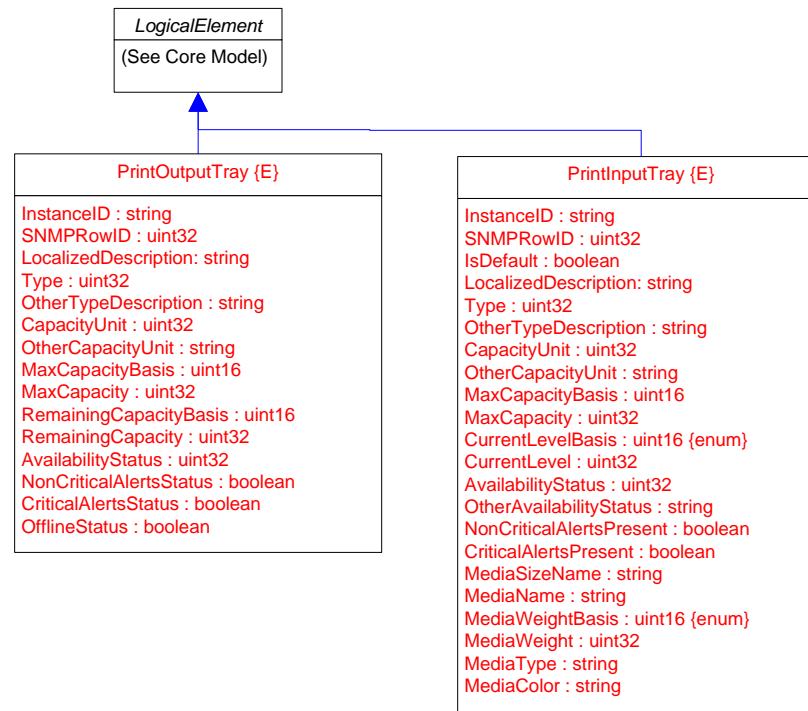 LogicalElement
(See Core Model)
PrintOutputTray {E}
InstanceID : string
SNMPRowID : uint32
LocalizedDescription: string
Type : uint32
OtherTypeDescription : string
CapacityUnit : uint32
OtherCapacityUnit : string
MaxCapacityBasis : uint16
MaxCapacity : uint32
RemainingCapacityBasis : uint16
RemainingCapacity : uint32
AvailabilityStatus : uint32
NonCriticalAlertsStatus : boolean
CriticalAlertsStatus : boolean
OfflineStatus : boolean
PrintInputTray {E}
InstanceID : string
SNMPRowID : uint32
IsDefault : boolean
LocalizedDescription: string
Type : uint32
OtherTypeDescription : string
CapacityUnit : uint32
OtherCapacityUnit : string
MaxCapacityBasis : uint16
MaxCapacity : uint32
CurrentLevelBasis : uint16 {enum}
CurrentLevel : uint32
AvailabilityStatus : uint32
OtherAvailabilityStatus : string
NonCriticalAlertsPresent : boolean
CriticalAlertsPresent : boolean
MediaSizeName : string
MediaName : string
MediaWeightBasis : uint16 {enum}
MediaWeight : uint32
MediaType : string
MediaColor : string